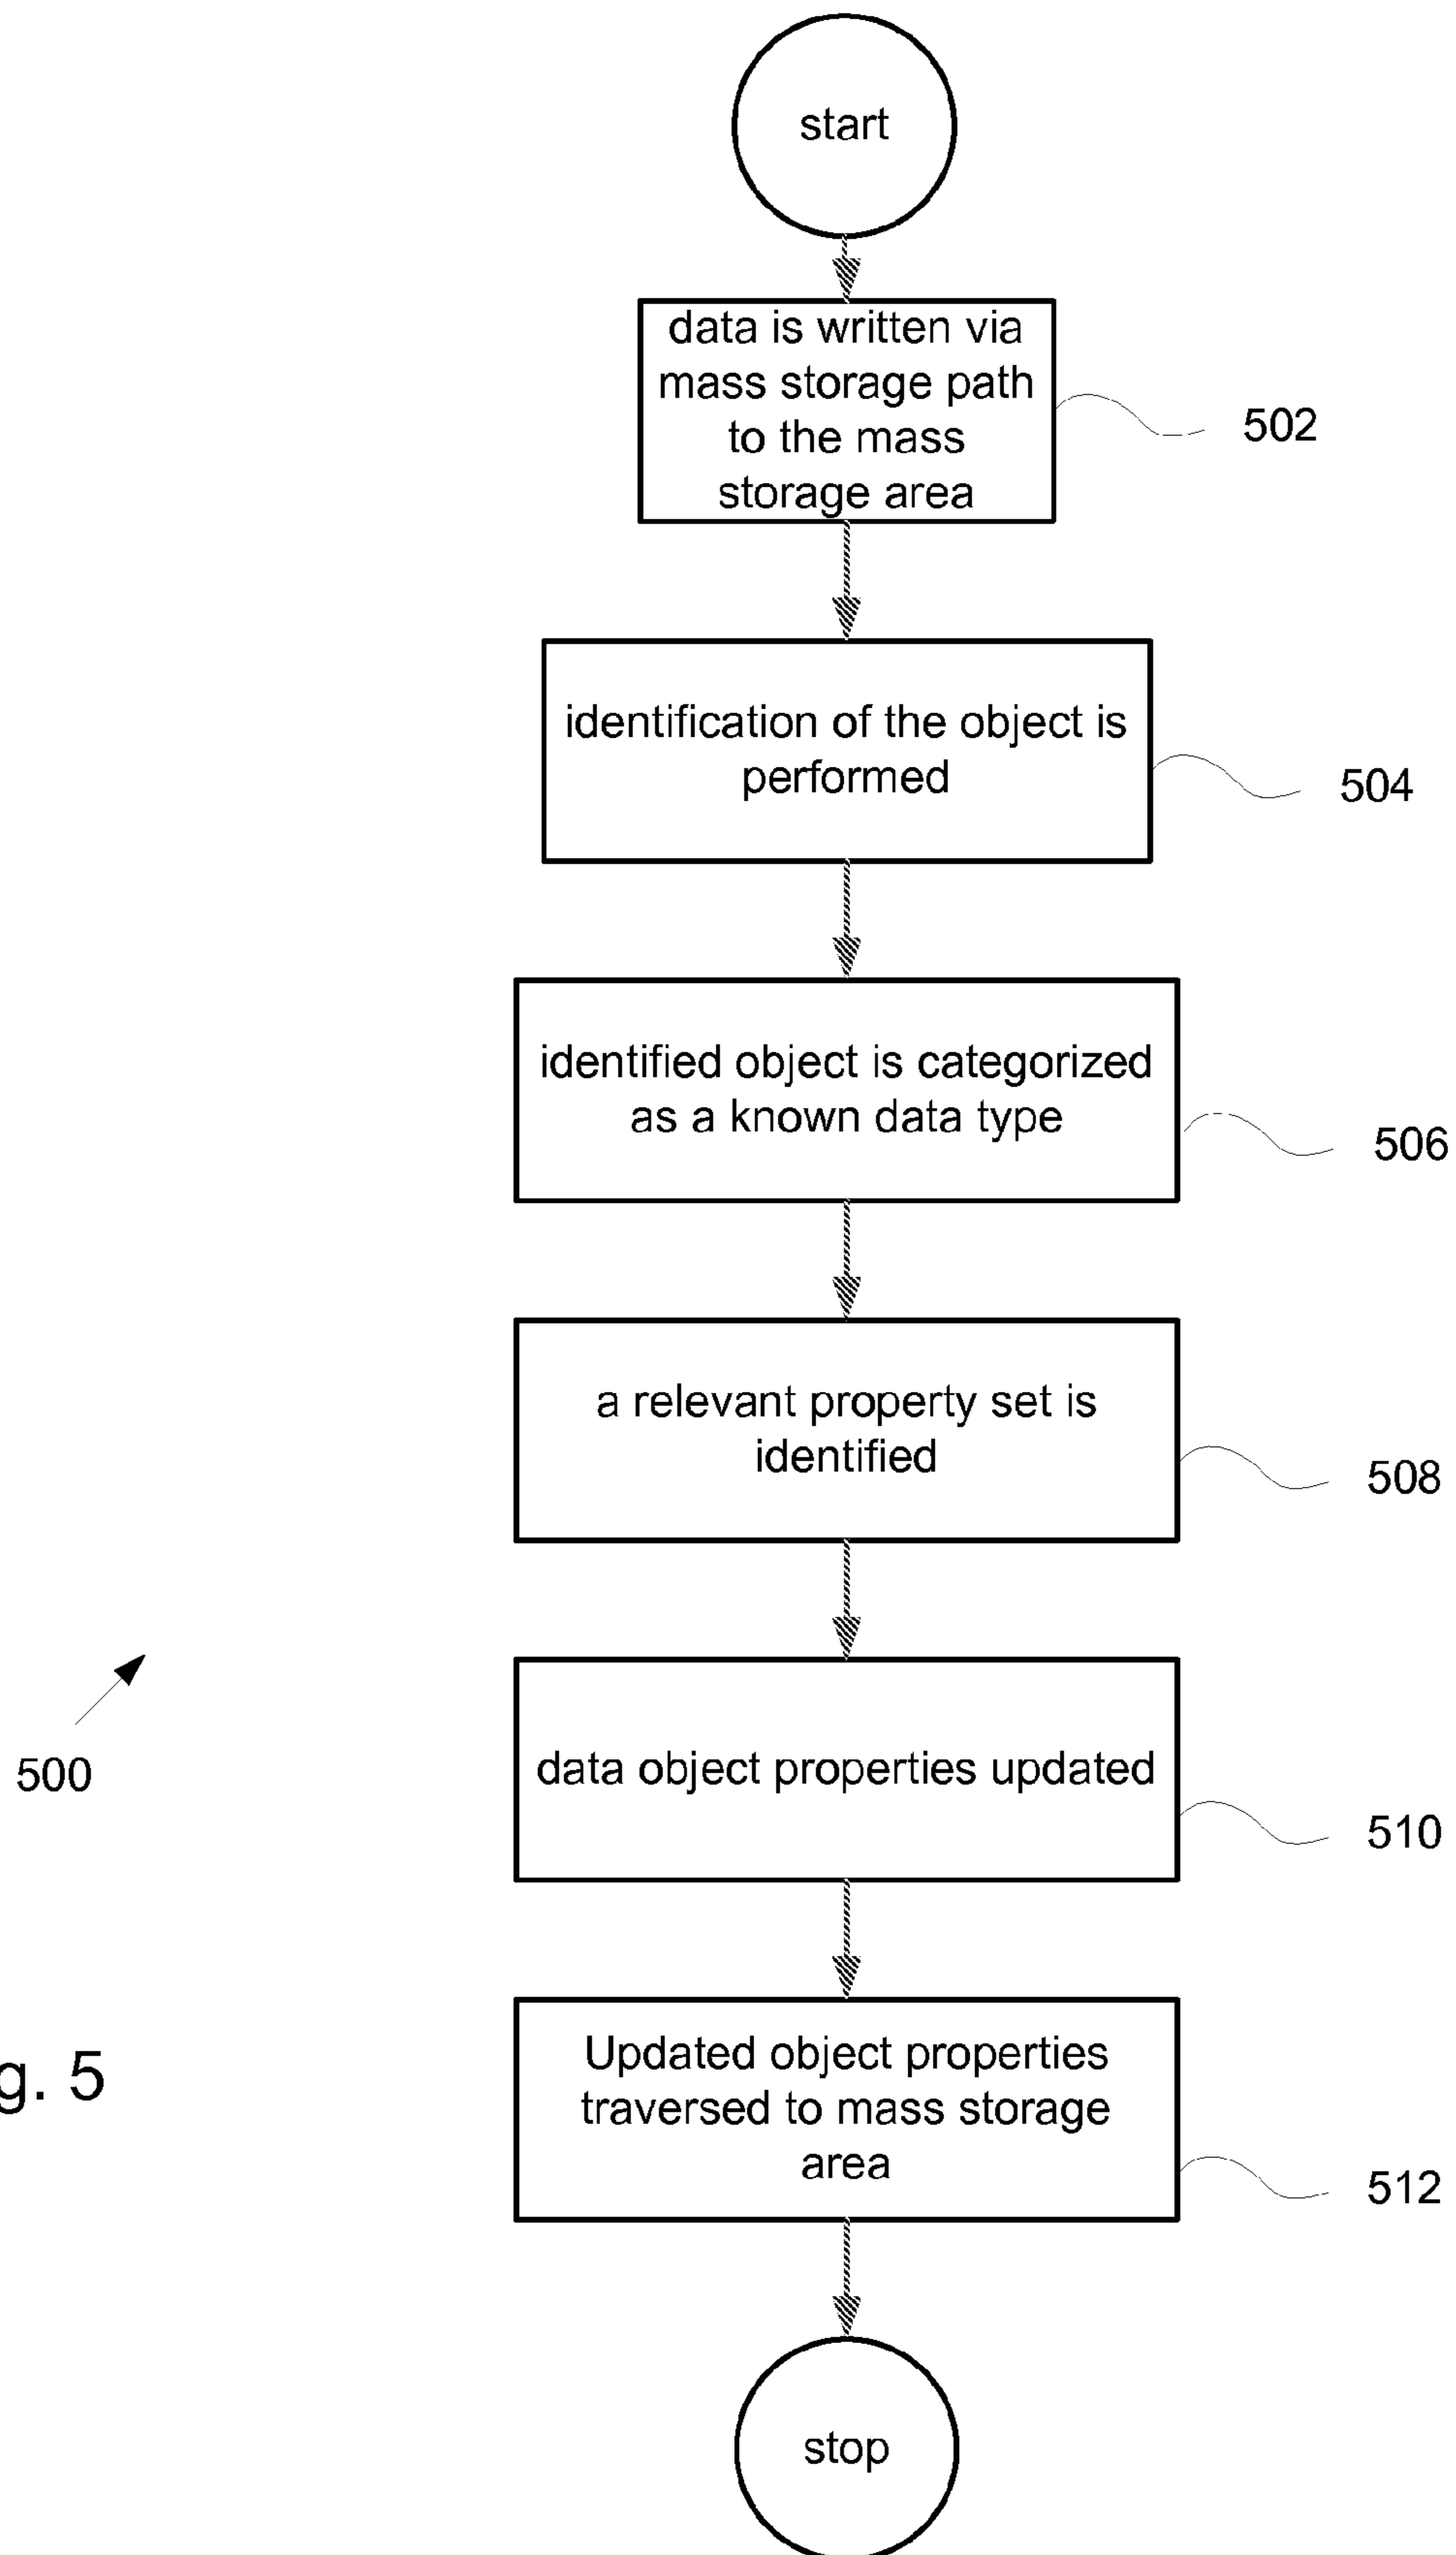 start
data is written via
mass storage path
to the mass
storage area
502
identification of the object is
performed
504
identified object is categorized
as a known data type
506
a relevant property set is
identified
508
500
data object properties updated
510
g. 5
Updated object properties
traversed to mass storage
area
512
stop